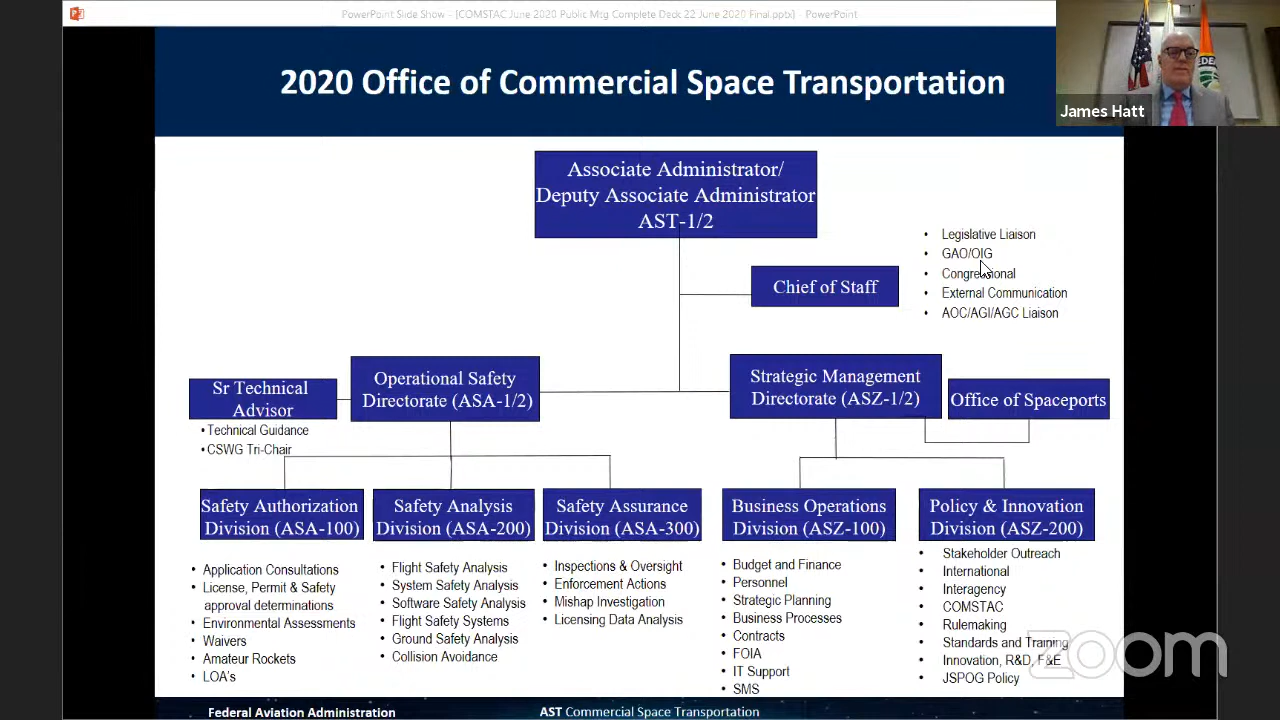 PowerPoint Slide Show - [COMSTAC June 2020 Public Mtg Complete Deck 22 June 2020 Final.pptx] - PowerPoint
2020 Office of Commercial Space Transportation
James Hatt
Associate Administrator/
Deputy Associate Administrator
AST-1/2
• Legislative Liaison
• GAO/OIG
• Congressional
• External Communication
• AOC/AGI/AGC Liaison
Chief of Staff
Sr Technical
Advisor
• Technical Guidance
• CSWG Tri-Chair
Operational Safety
Directorate (ASA-1/2)
Strategic Management
Directorate (ASZ-1/2)
Office of Spaceports
Safety Authorization
Division (ASA-100)
• Application Consultations
• License, Permit & Safety
approval determinations
• Environmental Assessments
• Waivers
• Amateur Rockets
• LOA's
Safety Analysis
Division (ASA-200)
• Flight Safety Analysis
• System Safety Analysis
• Software Safety Analysis
• Flight Safety Systems
• Ground Safety Analysis
• Collision Avoidance
Safety Assurance
Division (ASA-300)
• Inspections & Oversight
• Enforcement Actions
• Mishap Investigation
• Licensing Data Analysis
Business Operations
Division (ASZ-100)
• Budget and Finance
• Personnel
• Strategic Planning
• Business Processes
• Contracts
• FOIA
• IT Support
• SMS
Policy & Innovation
Division (ASZ-200)
• Stakeholder Outreach
• International
• Interagency
• COMSTAC
• Rulemaking
• Standards and Training
• Innovation, R&D, F&E
• JSPOG Policy
zoom
Federal Aviation Administration
AST Commercial Space Transportation